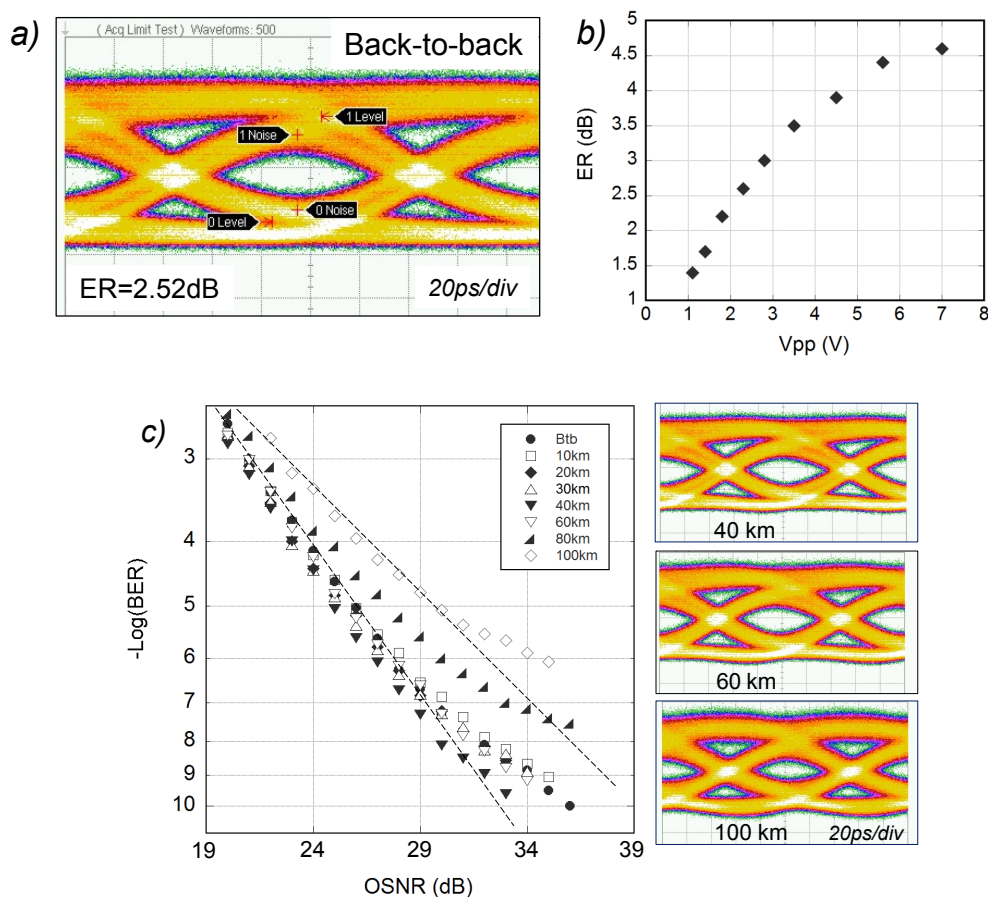 a)
( Acq Limit Test ) Waveforms: 500
Back-to-back
1 Level
1 Noise
0 Noise
0 Level
ER=2.52dB
20ps/div
b)
5
4.5
4
3.5
3
2.5
2
1.5
1
ER (dB)
0 1 2 3 4 5 6 7 8
Vpp (V)
c)
3
4
5
6
7
8
9
10
-Log(BER)
Btb
10km
20km
30km
40km
60km
80km
100km
19 24 29 34 39
OSNR (dB)
40 km
60 km
100 km
20ps/div